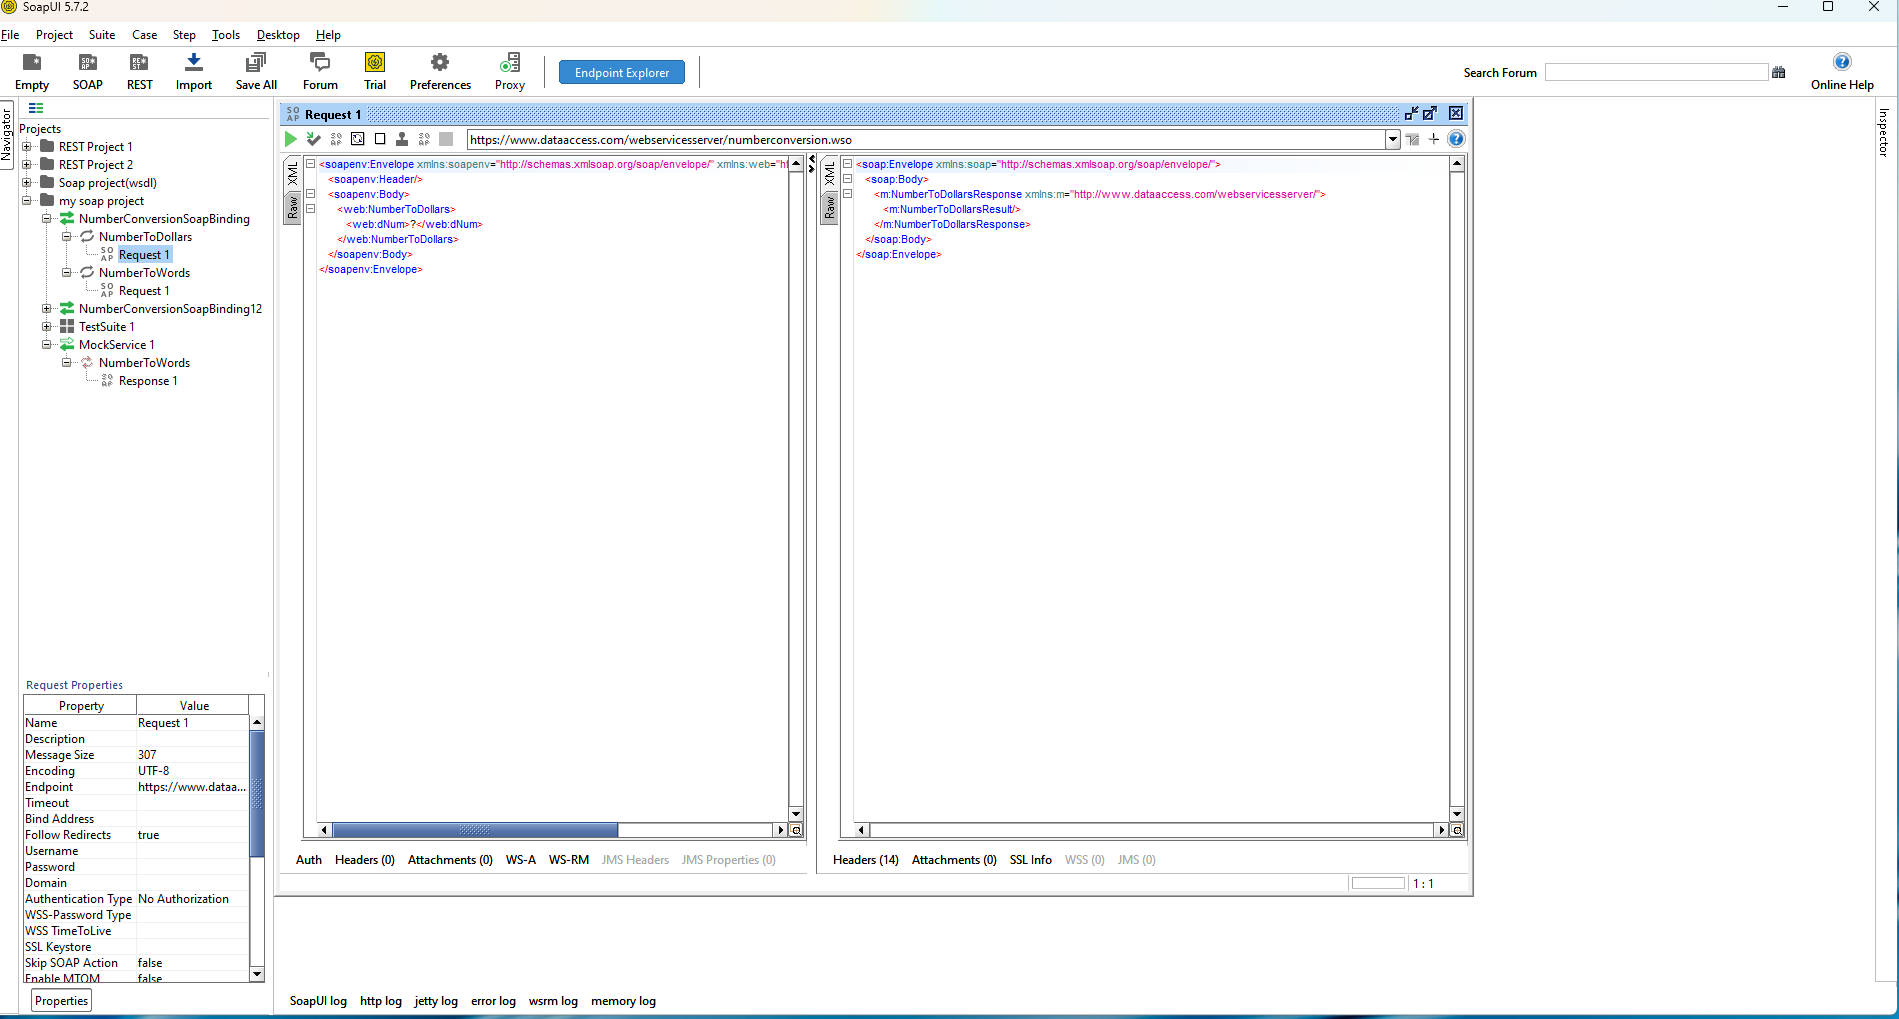 SoapUI 5.7.2
File Project Suite Case Step Tools Desktop Help
Empty SOAP REST Import Save All Forum Trial Preferences Proxy Endpoint Explorer Search Forum Online Help
Navigator
Inspector
Projects
REST Project 1
REST Project 2
Soap project(wsdl)
my soap project
NumberConversionSoapBinding
NumberToDollars
Request 1
NumberToWords
Request 1
NumberConversionSoapBinding12
TestSuite 1
MockService 1
NumberToWords
Response 1
Request Properties
Property Value
Name Request 1
Description
Message Size 307
Encoding UTF-8
Endpoint https://www.dataa...
Timeout
Bind Address
Follow Redirects true
Username
Password
Domain
Authentication Type No Authorization
WSS-Password Type
WSS TimeToLive
SSL Keystore
Skip SOAP Action false
Enable MTOM false
Properties
Request 1
https://www.dataaccess.com/webservicesserver/numberconversion.wso
XML
Raw
<soapenv:Envelope xmlns:soapenv="http://schemas.xmlsoap.org/soap/envelope/" xmlns:web="ht
<soapenv:Header/>
<soapenv:Body>
<web:NumberToDollars>
<web:dNum>?</web:dNum>
</web:NumberToDollars>
</soapenv:Body>
</soapenv:Envelope>
Auth Headers (0) Attachments (0) WS-A WS-RM JMS Headers JMS Properties (0)
XML
Raw
<soap:Envelope xmlns:soap="http://schemas.xmlsoap.org/soap/envelope/">
<soap:Body>
<m:NumberToDollarsResponse xmlns:m="http://www.dataaccess.com/webservicesserver/">
<m:NumberToDollarsResult/>
</m:NumberToDollarsResponse>
</soap:Body>
</soap:Envelope>
Headers (14) Attachments (0) SSL Info WSS (0) JMS (0)
1 : 1
SoapUI log http log jetty log error log wsrm log memory log